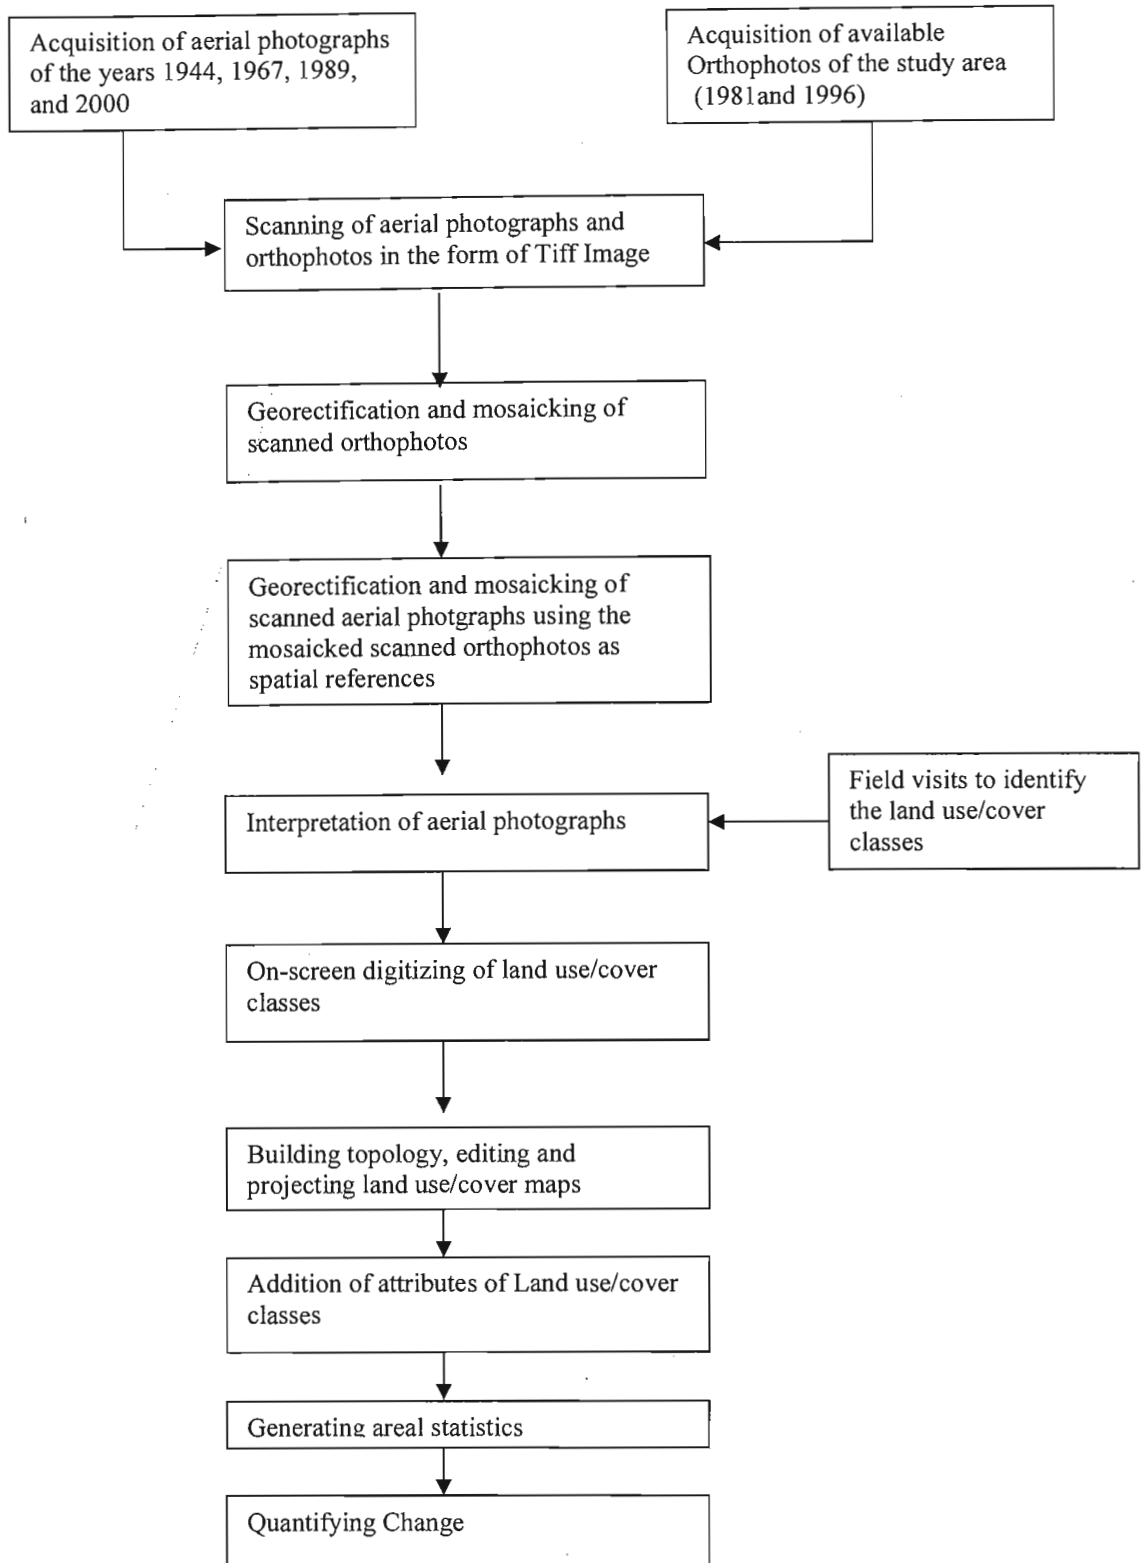 Acquisition of aerial photographs
of the years 1944, 1967, 1989,
and 2000
Acquisition of available
Orthophotos of the study area
(1981and 1996)
Scanning of aerial photographs and
orthophotos in the form of Tiff Image
Georectification and mosaicking of
scanned orthophotos
Georectification and mosaicking of
scanned aerial photgraphs using the
mosaicked scanned orthophotos as
spatial references
Interpretation of aerial photographs
Field visits to identify
the land use/cover
classes
On-screen digitizing of land use/cover
classes
Building topology, editing and
projecting land use/cover maps
Addition of attributes of Land use/cover
classes
Generating areal statistics
Quantifying Change